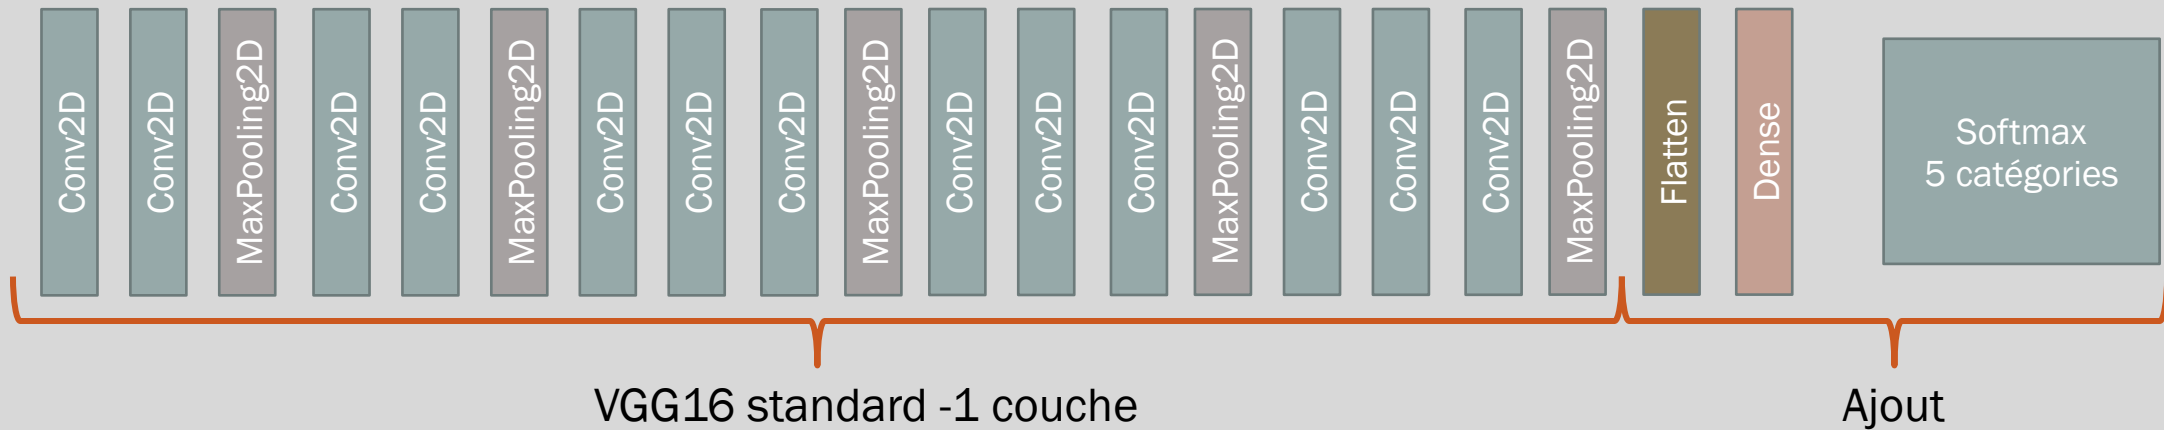 Conv2D
Conv2D
MaxPooling2D
Conv2D
Conv2D
MaxPooling2D
Conv2D
Conv2D
Conv2D
MaxPooling2D
Conv2D
Conv2D
Conv2D
MaxPooling2D
Conv2D
Conv2D
Conv2D
MaxPooling2D
Flatten
Dense
Softmax
5 catégories
VGG16 standard -1 couche
Ajout